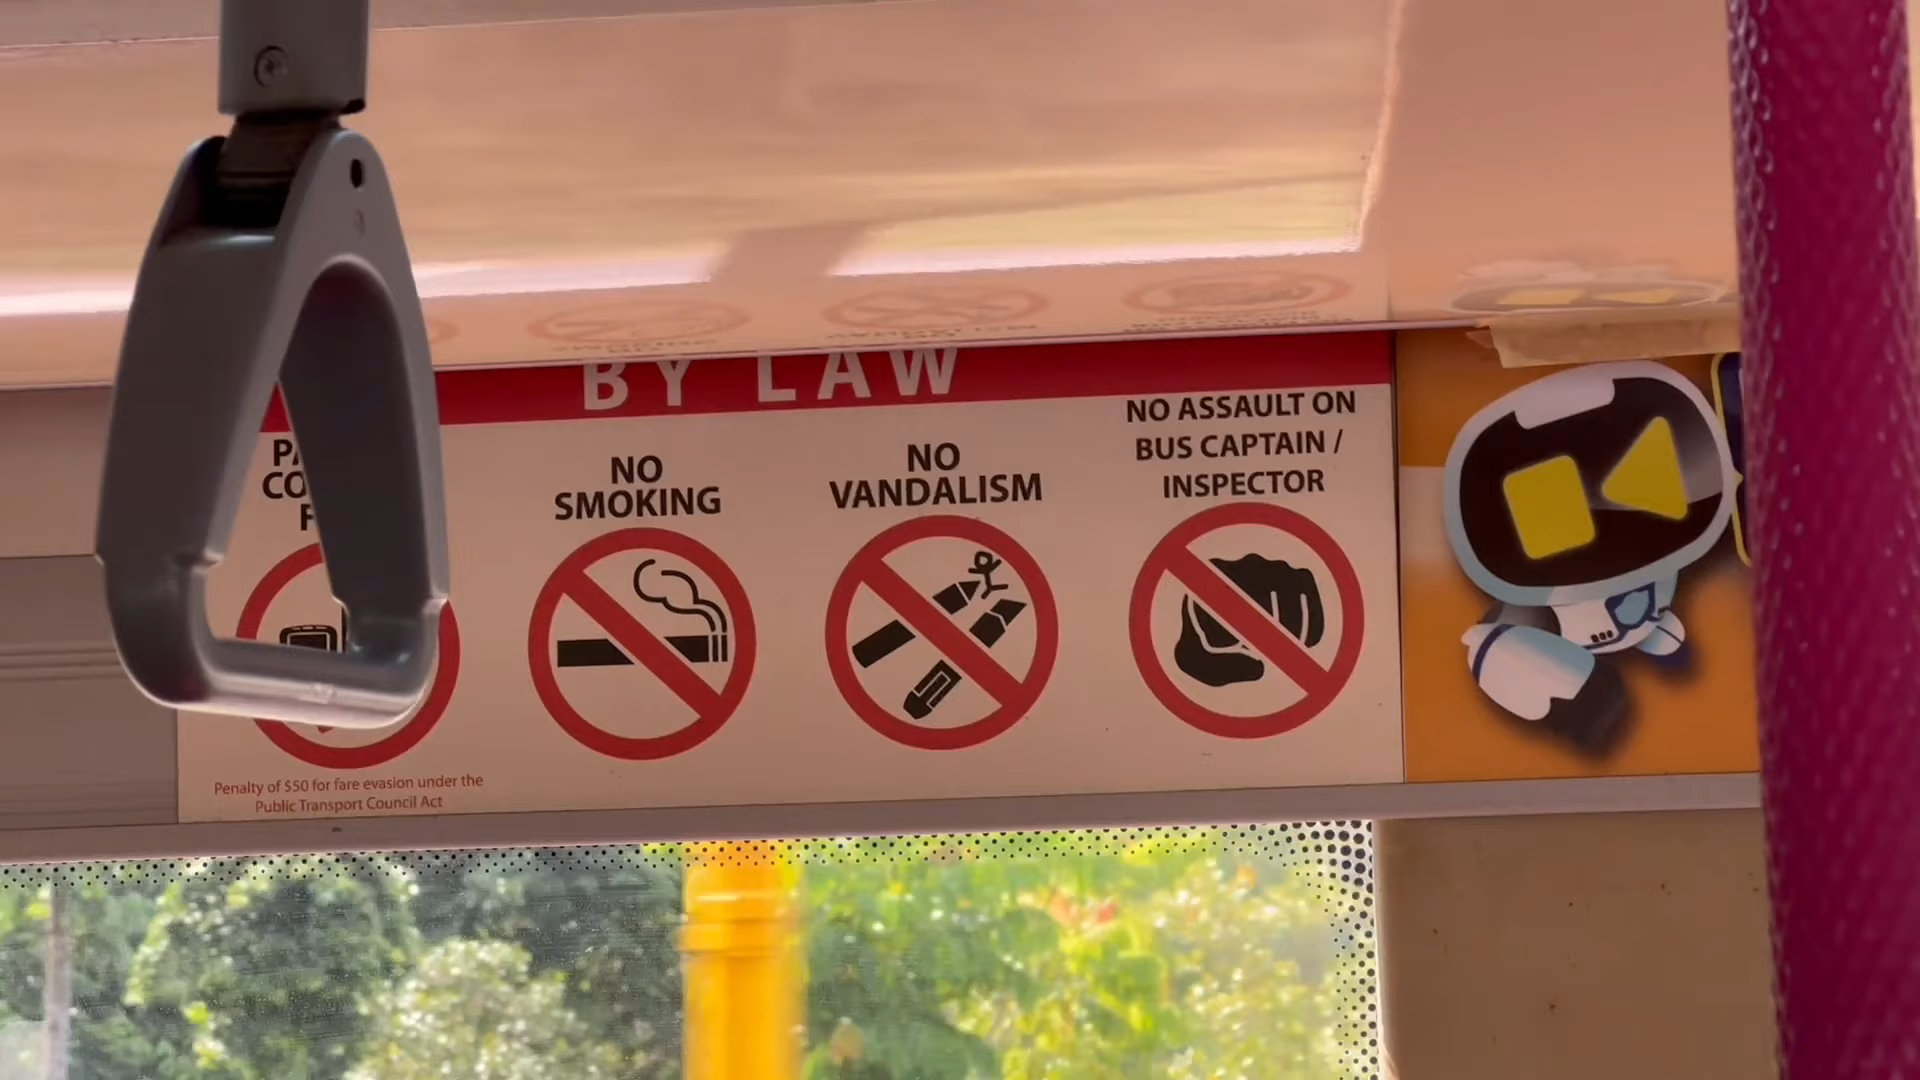 BY LAW
NO
SMOKING
NO
VANDALISM
NO ASSAULT ON
BUS CAPTAIN /
INSPECTOR
Penalty of $50 for fare evasion under the
Public Transport Council Act